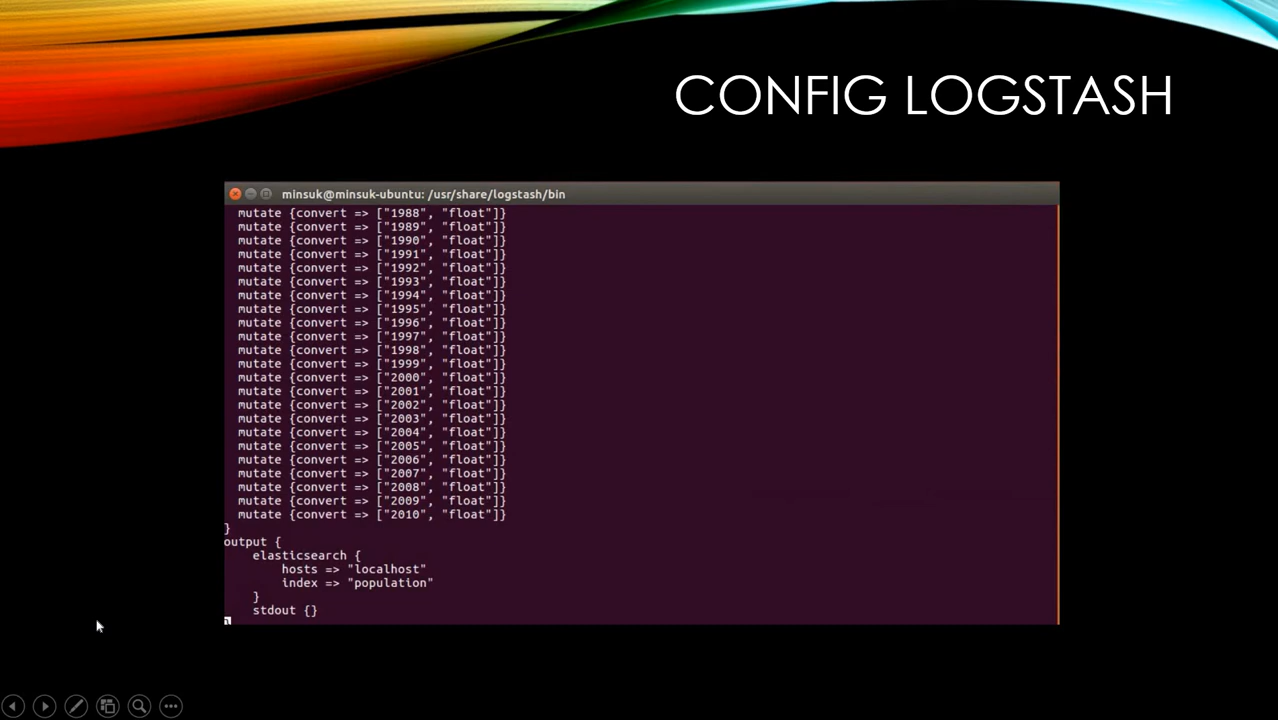 CONFIG LOGSTASH
minsuk@minsuk-ubuntu: /usr/share/logstash/bin
mutate {convert => ["1988", "float"]}
mutate {convert => ["1989", "float"]}
mutate {convert => ["1990", "float"]}
mutate {convert => ["1991", "float"]}
mutate {convert => ["1992", "float"]}
mutate {convert => ["1993", "float"]}
mutate {convert => ["1994", "float"]}
mutate {convert => ["1995", "float"]}
mutate {convert => ["1996", "float"]}
mutate {convert => ["1997", "float"]}
mutate {convert => ["1998", "float"]}
mutate {convert => ["1999", "float"]}
mutate {convert => ["2000", "float"]}
mutate {convert => ["2001", "float"]}
mutate {convert => ["2002", "float"]}
mutate {convert => ["2003", "float"]}
mutate {convert => ["2004", "float"]}
mutate {convert => ["2005", "float"]}
mutate {convert => ["2006", "float"]}
mutate {convert => ["2007", "float"]}
mutate {convert => ["2008", "float"]}
mutate {convert => ["2009", "float"]}
mutate {convert => ["2010", "float"]}
}
output {
elasticsearch {
hosts => "localhost"
index => "population"
}
stdout {}
}